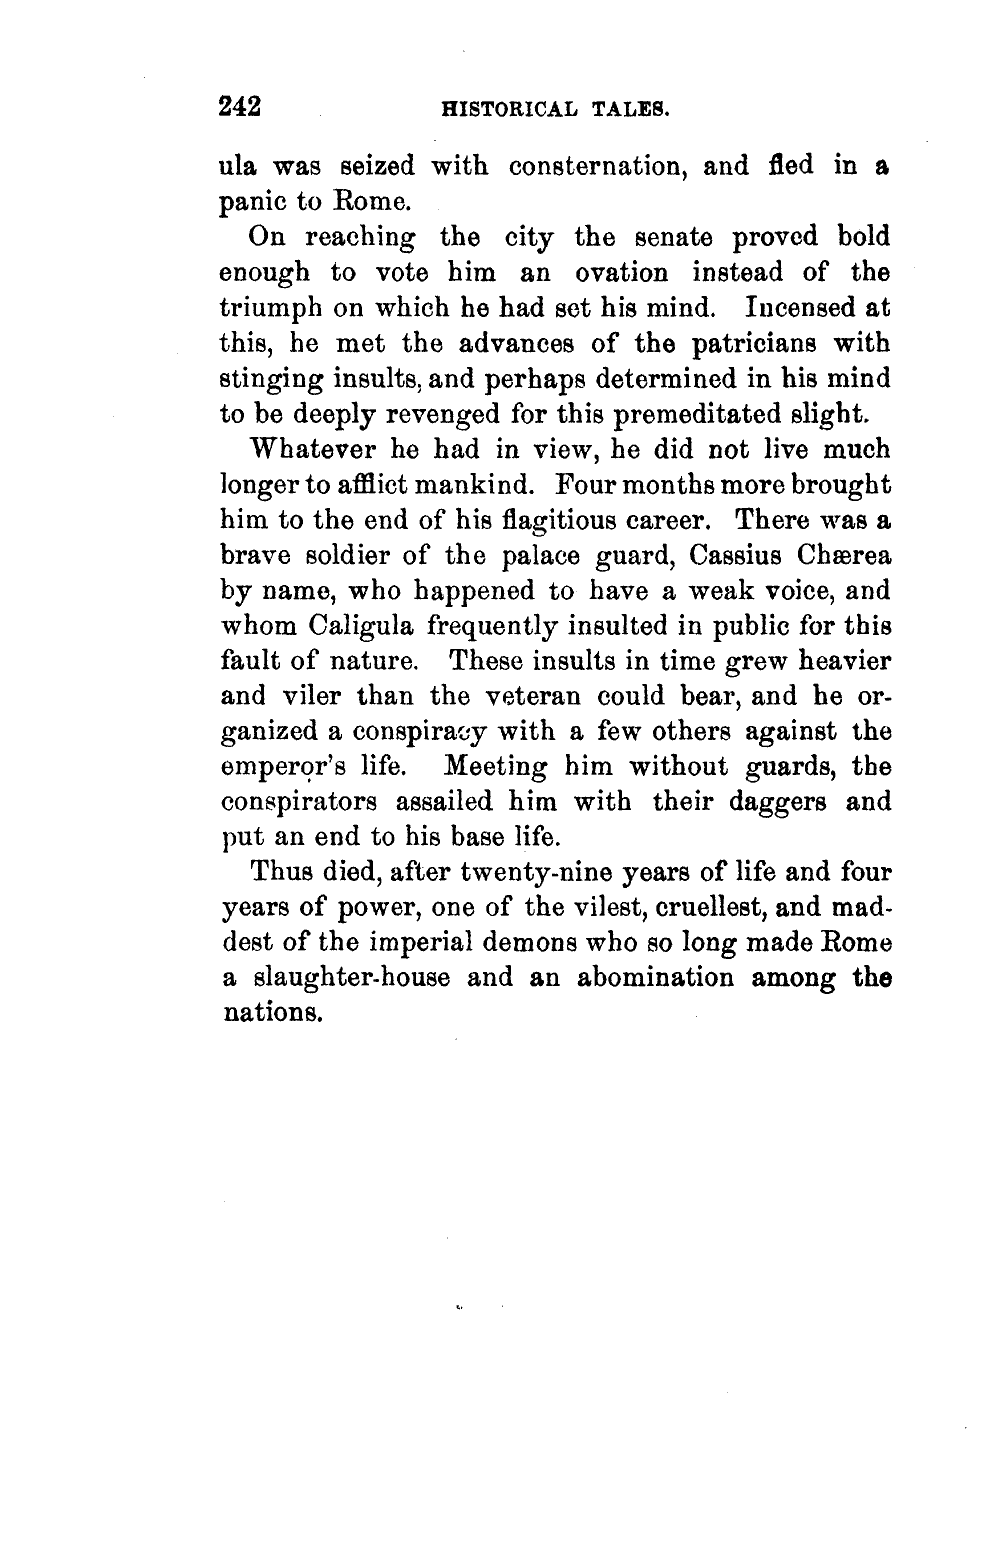 242 HISTORICAL TALES.
ula was seized with consternation, and fled in a
panic to Rome.
On reaching the city the senate proved bold
enough to vote him an ovation instead of the
triumph on which he had set his mind. Incensed at
this, he met the advances of the patricians with
stinging insults, and perhaps determined in his mind
to be deeply revenged for this premeditated slight.
Whatever he had in view, he did not live much
longer to afflict mankind. Four months more brought
him to the end of his flagitious career. There was a
brave soldier of the palace guard, Cassius Chærea
by name, who happened to have a weak voice, and
whom Caligula frequently insulted in public for this
fault of nature. These insults in time grew heavier
and viler than the veteran could bear, and he or-
ganized a conspiracy with a few others against the
emperor's life. Meeting him without guards, the
conspirators assailed him with their daggers and
put an end to his base life.
Thus died, after twenty-nine years of life and four
years of power, one of the vilest, cruellest, and mad-
dest of the imperial demons who so long made Rome
a slaughter-house and an abomination among the
nations.